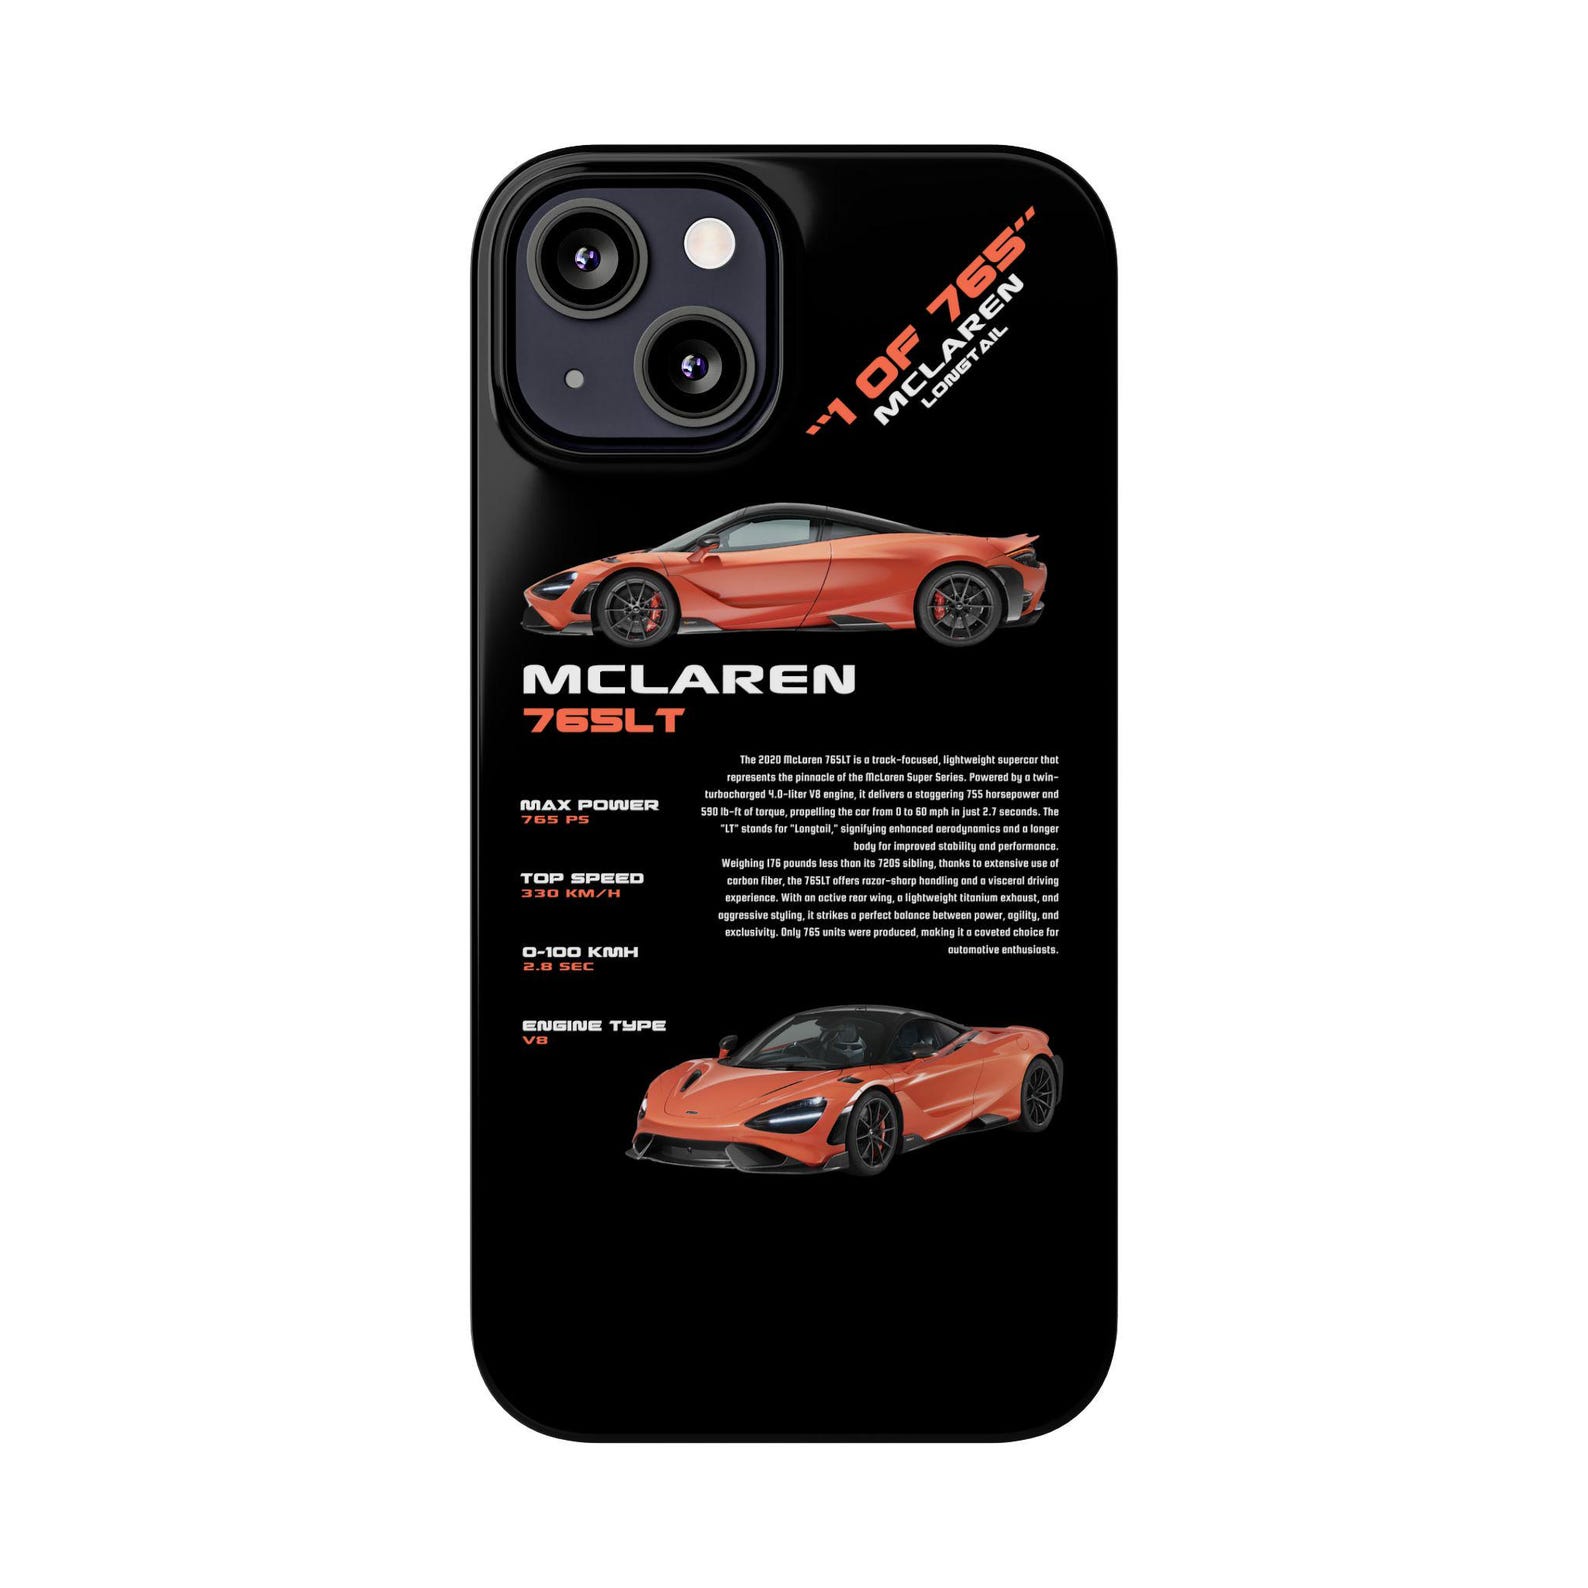 "1 OF 765"
MCLAREN
LONGTAIL
MCLAREN
765LT
The 2020 McLaren 765LT is a track-focused, lightweight supercar that
represents the pinnacle of the McLaren Super Series. Powered by a twin-
turbocharged 4.0-liter V8 engine, it delivers a staggering 755 horsepower and
590 lb-ft of torque, propelling the car from 0 to 60 mph in just 2.7 seconds. The
"LT" stands for "Longtail," signifying enhanced aerodynamics and a longer
body for improved stability and performance.
Weighing 176 pounds less than its 720S sibling, thanks to extensive use of
carbon fiber, the 765LT offers razor-sharp handling and a visceral driving
experience. With an active rear wing, a lightweight titanium exhaust, and
aggressive styling, it strikes a perfect balance between power, agility, and
exclusivity. Only 765 units were produced, making it a coveted choice for
automotive enthusiasts.
MAX POWER
765 PS
TOP SPEED
330 KM/H
0-100 KMH
2.8 SEC
ENGINE TYPE
V8